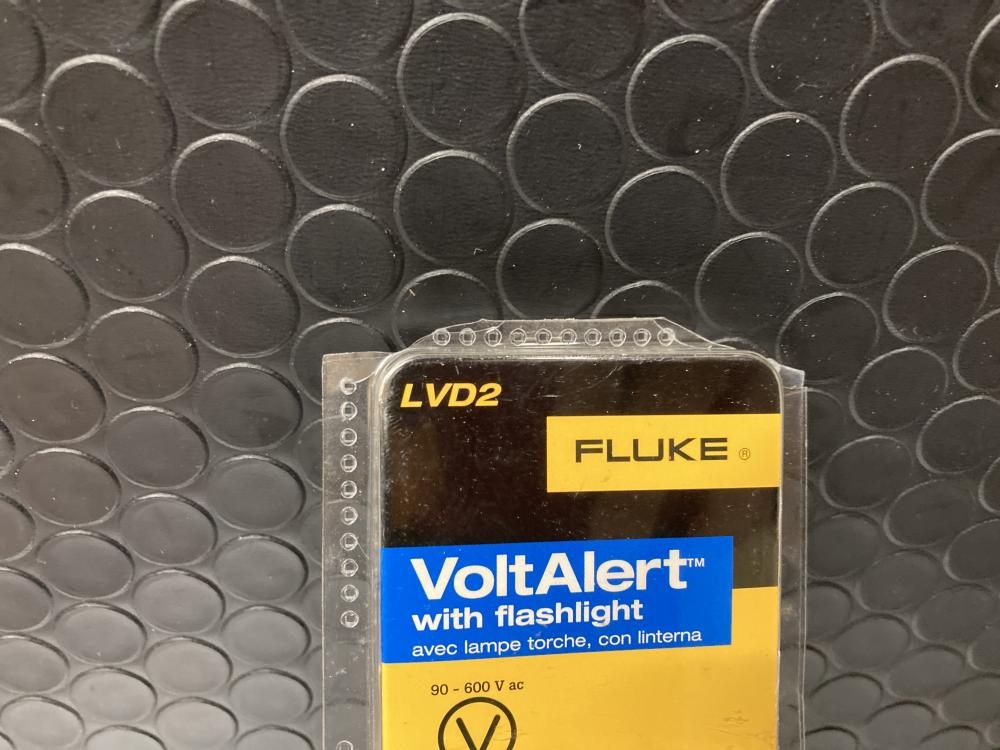 LVD2
FLUKE ®
VoltAlert™
with flashlight
avec lampe torche, con linterna
90 - 600 V ac
V